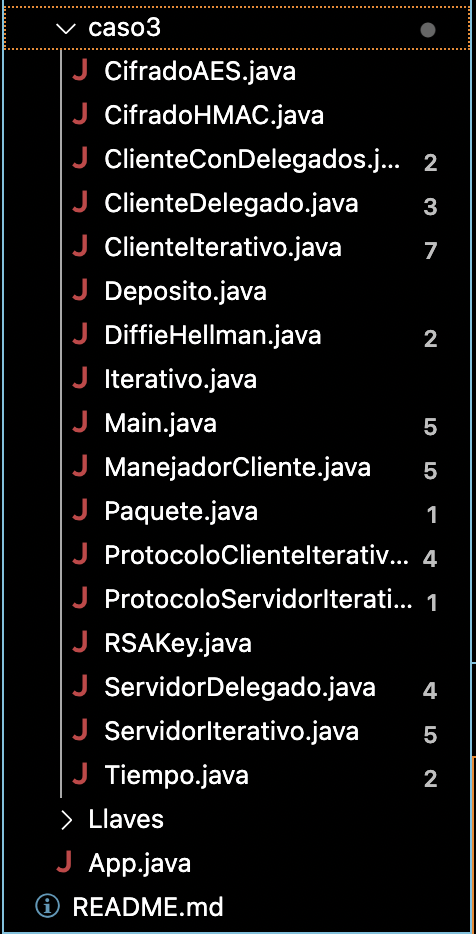 caso3
CifradoAES.java
CifradoHMAC.java
ClienteConDelegados.j... 2
ClienteDelegado.java 3
ClienteIterativo.java 7
Deposito.java
DiffieHellman.java 2
Iterativo.java
Main.java 5
ManejadorCliente.java 5
Paquete.java 1
ProtocoloClienteIterativ... 4
ProtocoloServidorIterati... 1
RSAKey.java
ServidorDelegado.java 4
ServidorIterativo.java 5
Tiempo.java 2
Llaves
App.java
README.md